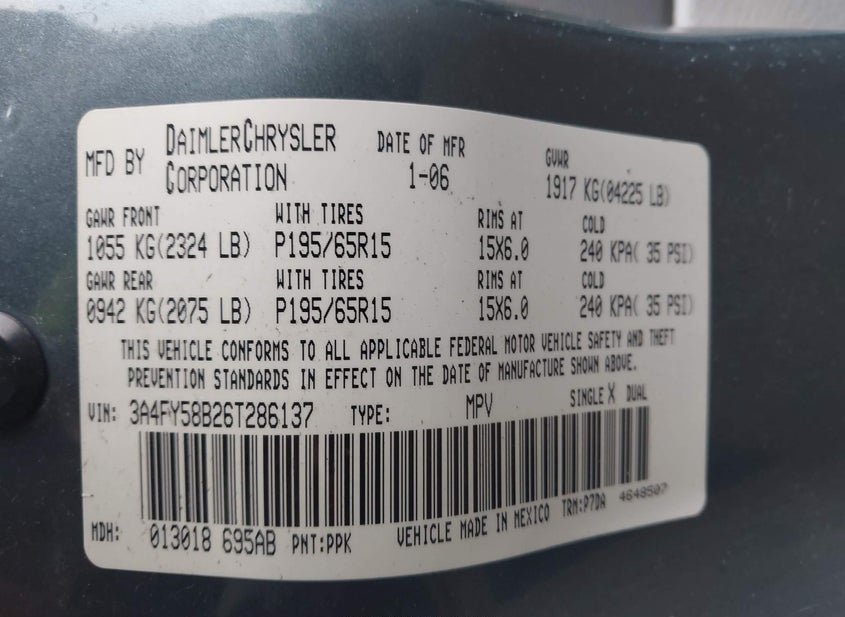 MFD BY DAIMLERCHRYSLER CORPORATION DATE OF MFR 1-06 GVWR 1917 KG(04225 LB)
GAWR FRONT WITH TIRES RIMS AT COLD
1055 KG(2324 LB) P195/65R15 15X6.0 240 KPA( 35 PSI)
GAWR REAR WITH TIRES RIMS AT COLD
0942 KG(2075 LB) P195/65R15 15X6.0 240 KPA( 35 PSI)
THIS VEHICLE CONFORMS TO ALL APPLICABLE FEDERAL MOTOR VEHICLE SAFETY AND THEFT
PREVENTION STANDARDS IN EFFECT ON THE DATE OF MANUFACTURE SHOWN ABOVE.
VIN: 3A4FY58B26T286137 TYPE: MPV SINGLE X DUAL
MDH: 013018 695AB PNT:PPK VEHICLE MADE IN MEXICO TRM:P7DA 4648507